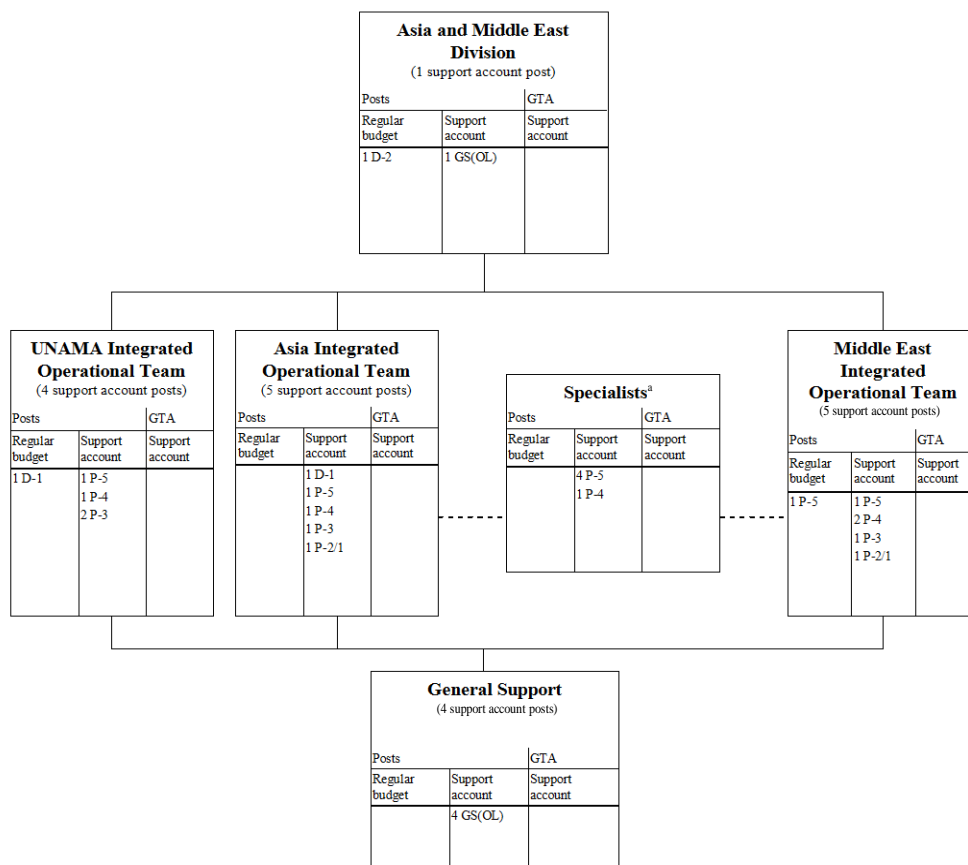 Asia and Middle East
Division
(1 support account post)
Posts GTA
Regular budget Support account Support account
1 D-2 1 GS(OL)
UNAMA Integrated
Operational Team
(4 support account posts)
Posts GTA
Regular budget Support account Support account
1 D-1 1 P-5
1 P-4
2 P-3
Asia Integrated
Operational Team
(5 support account posts)
Posts GTA
Regular budget Support account Support account
1 D-1
1 P-5
1 P-4
1 P-3
1 P-2/1
Specialistsᵃ
Posts GTA
Regular budget Support account Support account
4 P-5
1 P-4
Middle East
Integrated
Operational Team
(5 support account posts)
Posts GTA
Regular budget Support account Support account
1 P-5 1 P-5
2 P-4
1 P-3
1 P-2/1
General Support
(4 support account posts)
Posts GTA
Regular budget Support account Support account
4 GS(OL)